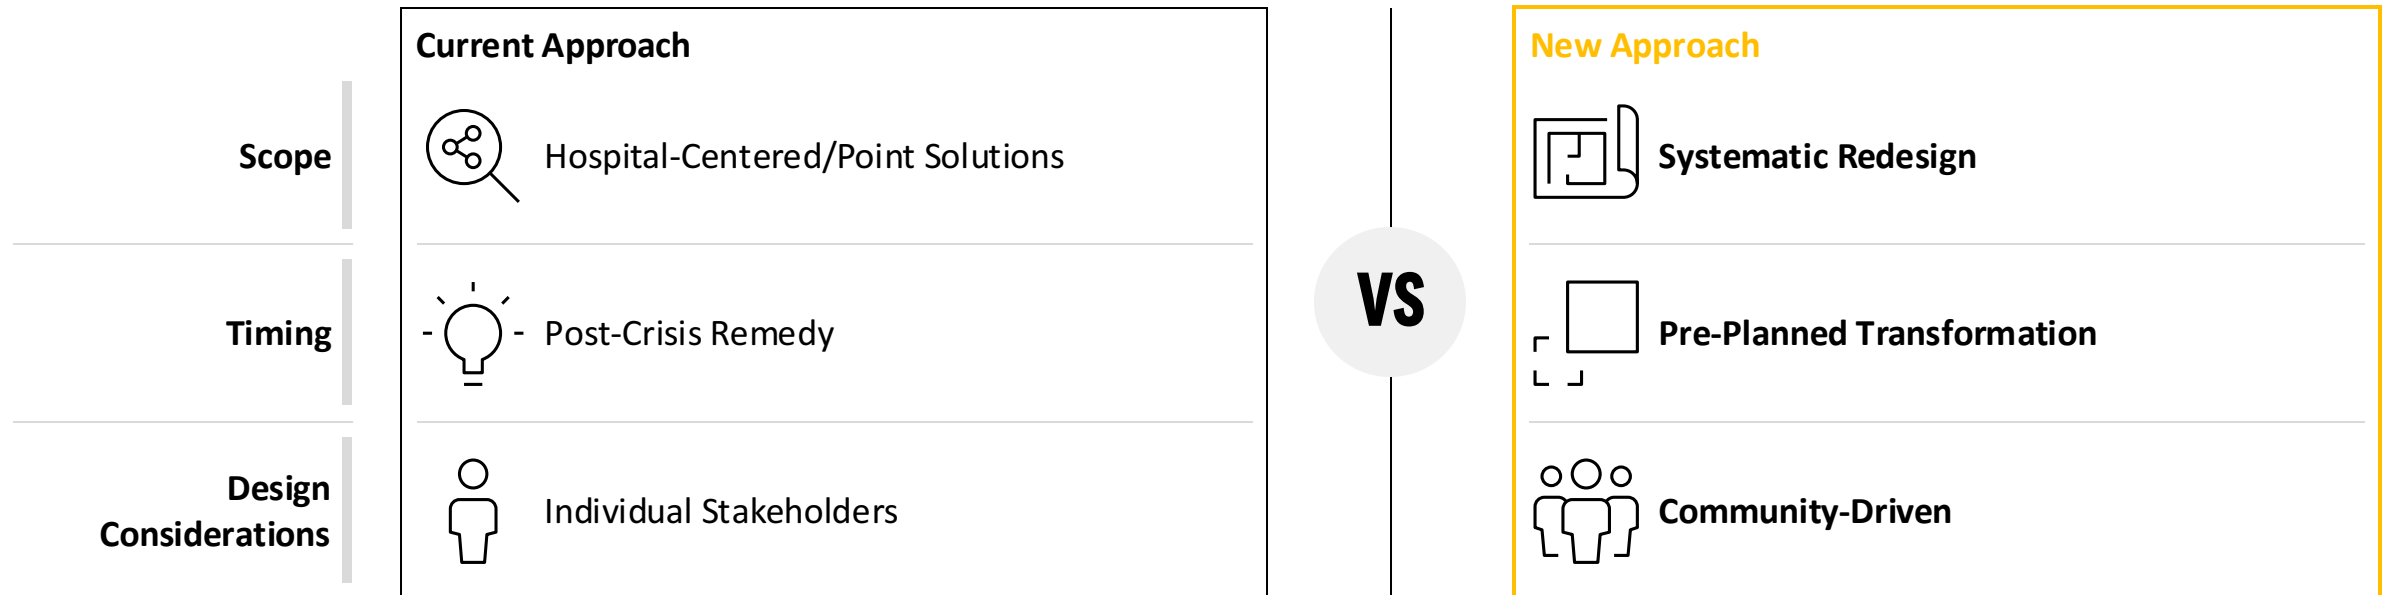 Current Approach
New Approach
Scope
Hospital-Centered/Point Solutions
Systematic Redesign
VS
Timing
Post-Crisis Remedy
Pre-Planned Transformation
Design
Considerations
Individual Stakeholders
Community-Driven